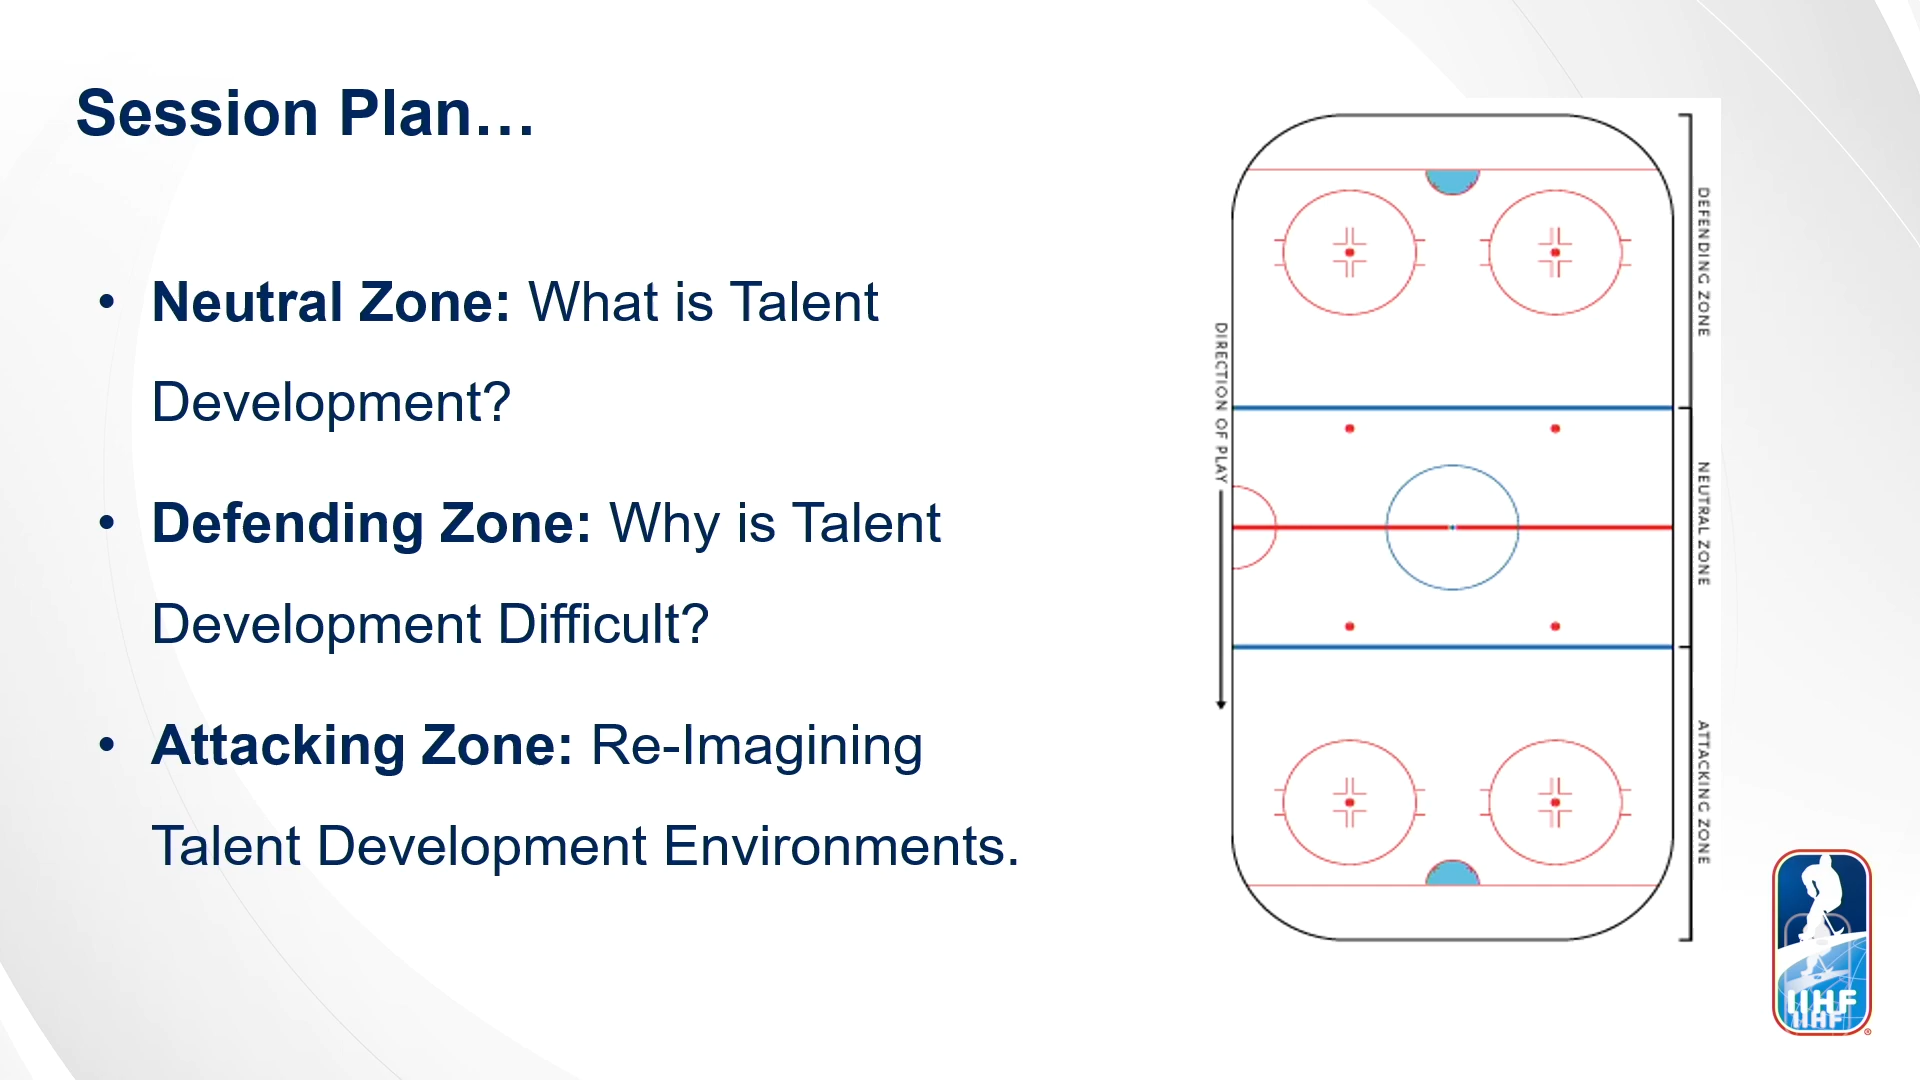 Session Plan…
• Neutral Zone: What is Talent
Development?
• Defending Zone: Why is Talent
Development Difficult?
• Attacking Zone: Re-Imagining
Talent Development Environments.
DIRECTION OF PLAY
DEFENDING ZONE
NEUTRAL ZONE
ATTACKING ZONE
IIHF
IIHF
®